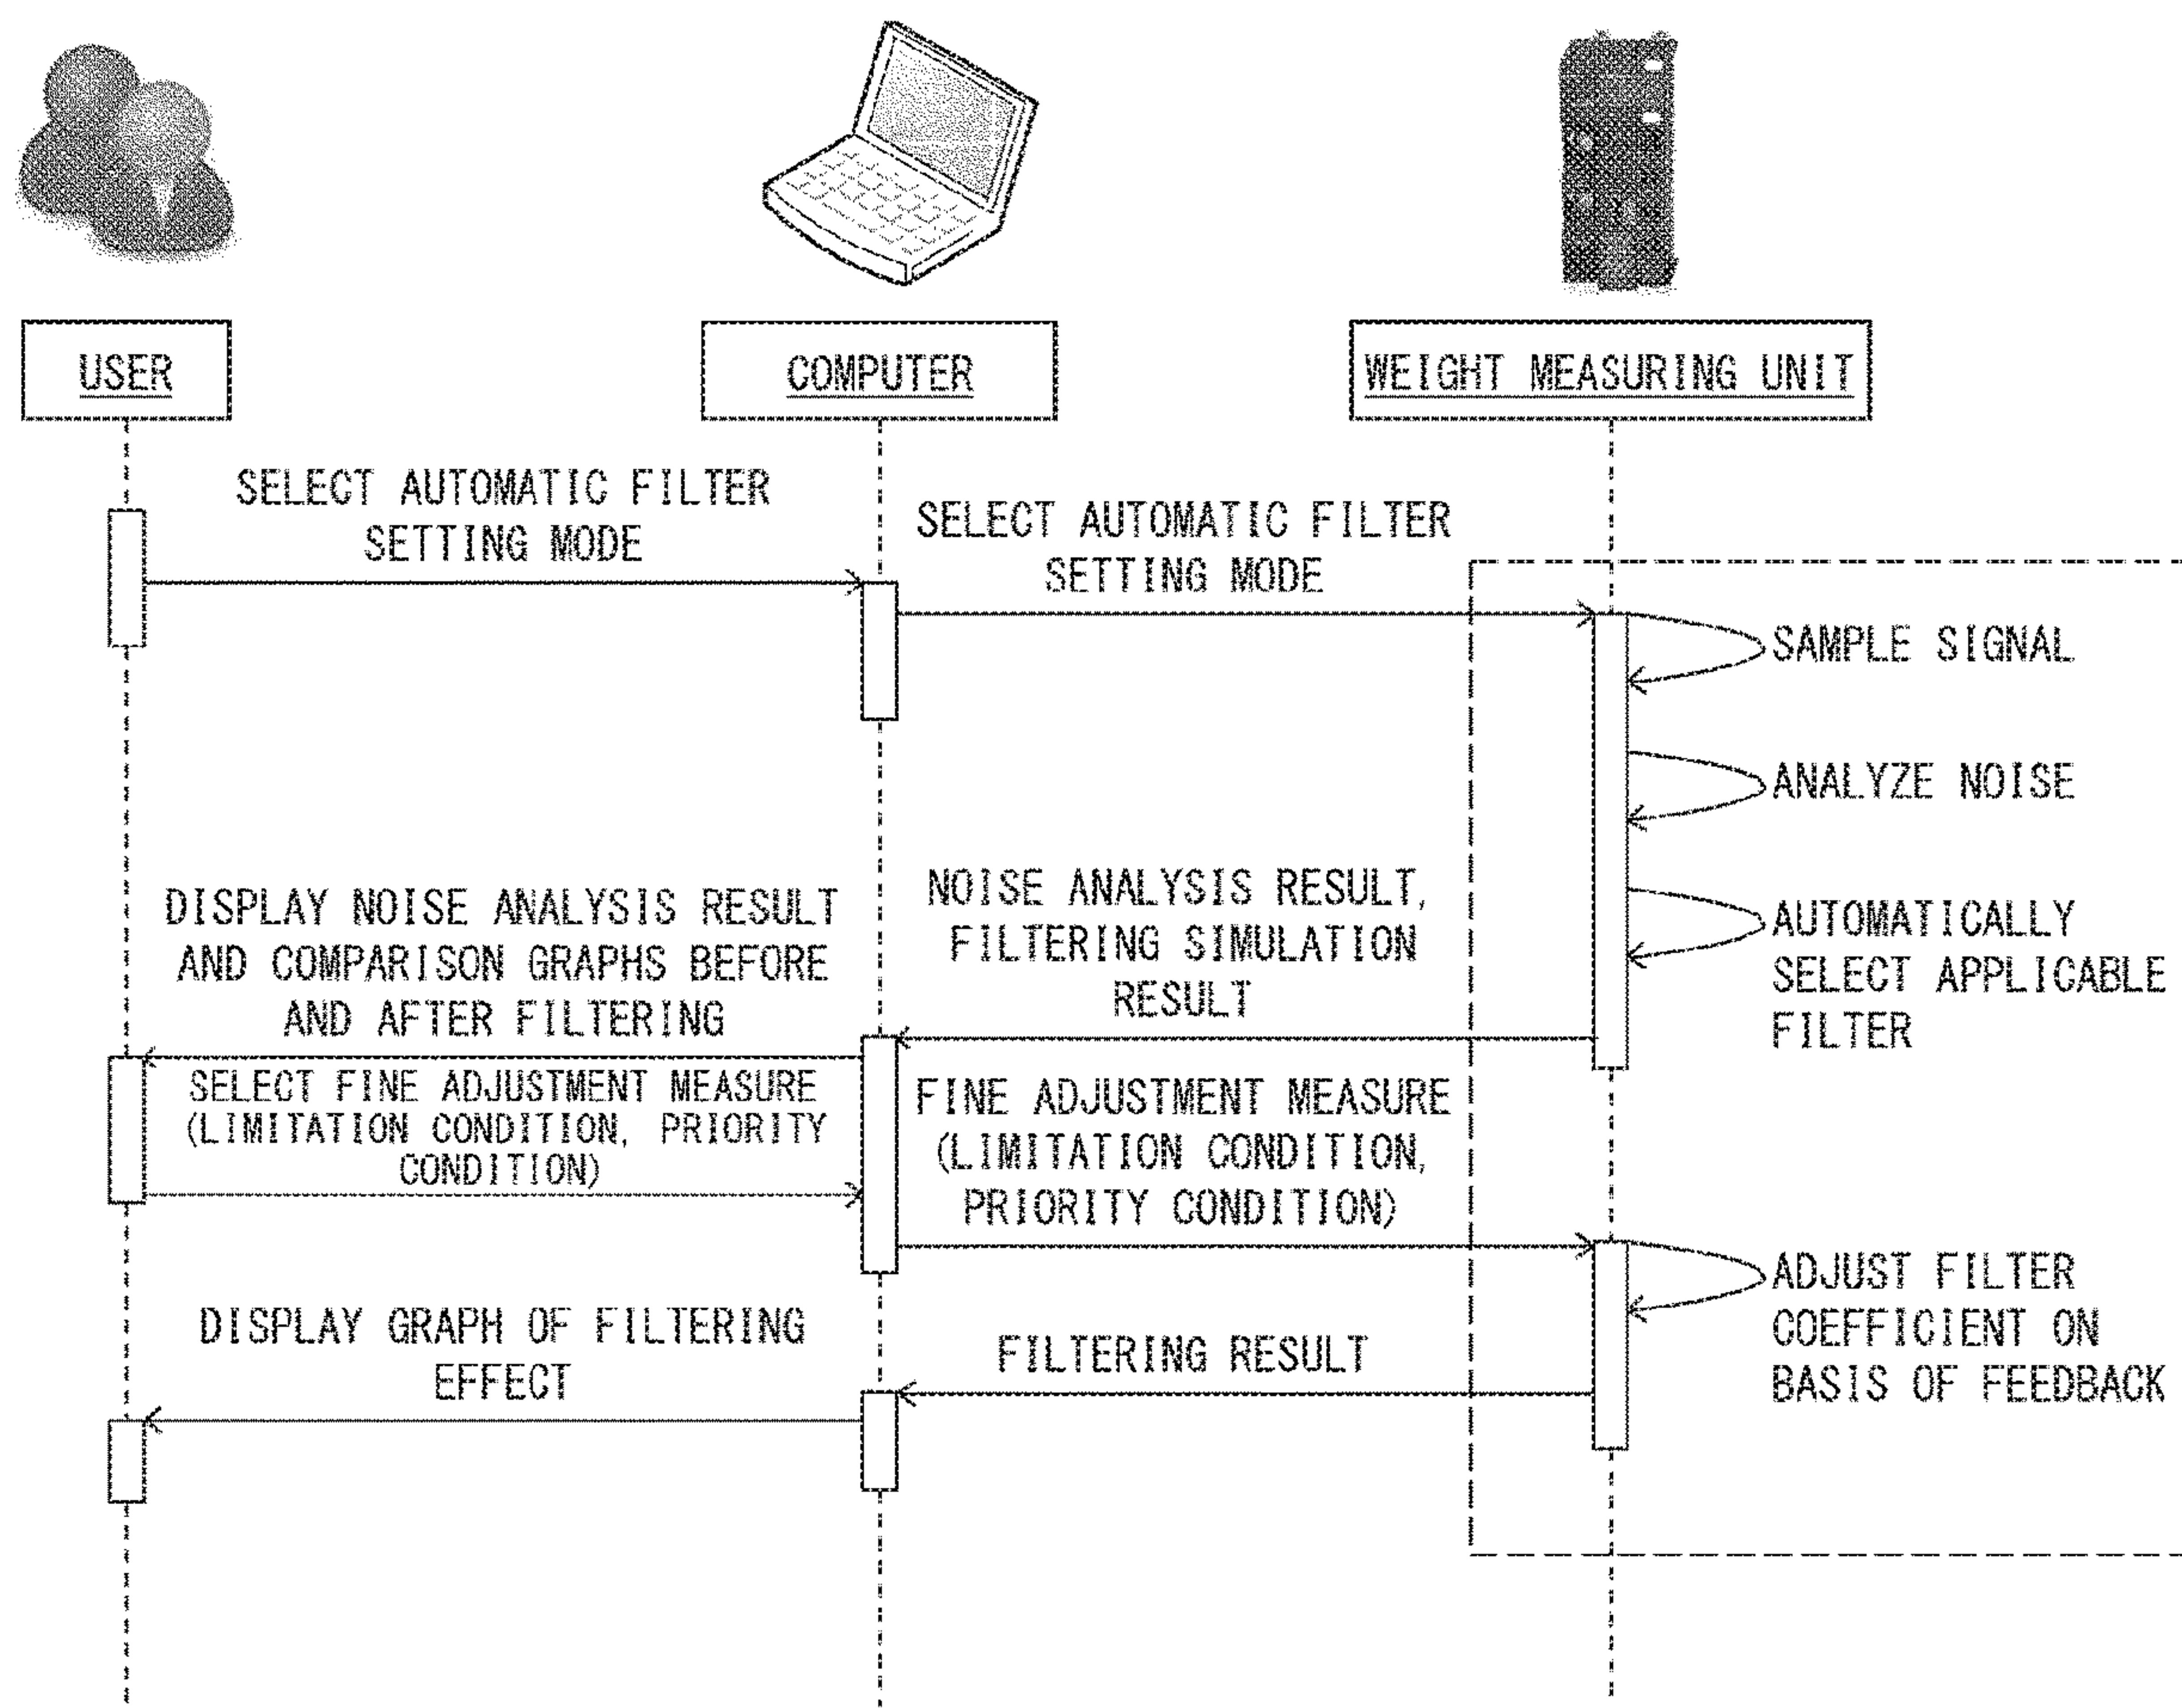 USER
COMPUTER
WEIGHT MEASURING UNIT
SELECT AUTOMATIC FILTER
SETTING MODE
SELECT AUTOMATIC FILTER
SETTING MODE
SAMPLE SIGNAL
ANALYZE NOISE
AUTOMATICALLY
SELECT APPLICABLE
FILTER
NOISE ANALYSIS RESULT,
FILTERING SIMULATION
RESULT
DISPLAY NOISE ANALYSIS RESULT
AND COMPARISON GRAPHS BEFORE
AND AFTER FILTERING
SELECT FINE ADJUSTMENT MEASURE
(LIMITATION CONDITION, PRIORITY
CONDITION)
FINE ADJUSTMENT MEASURE
(LIMITATION CONDITION,
PRIORITY CONDITION)
ADJUST FILTER
COEFFICIENT ON
BASIS OF FEEDBACK
FILTERING RESULT
DISPLAY GRAPH OF FILTERING
EFFECT